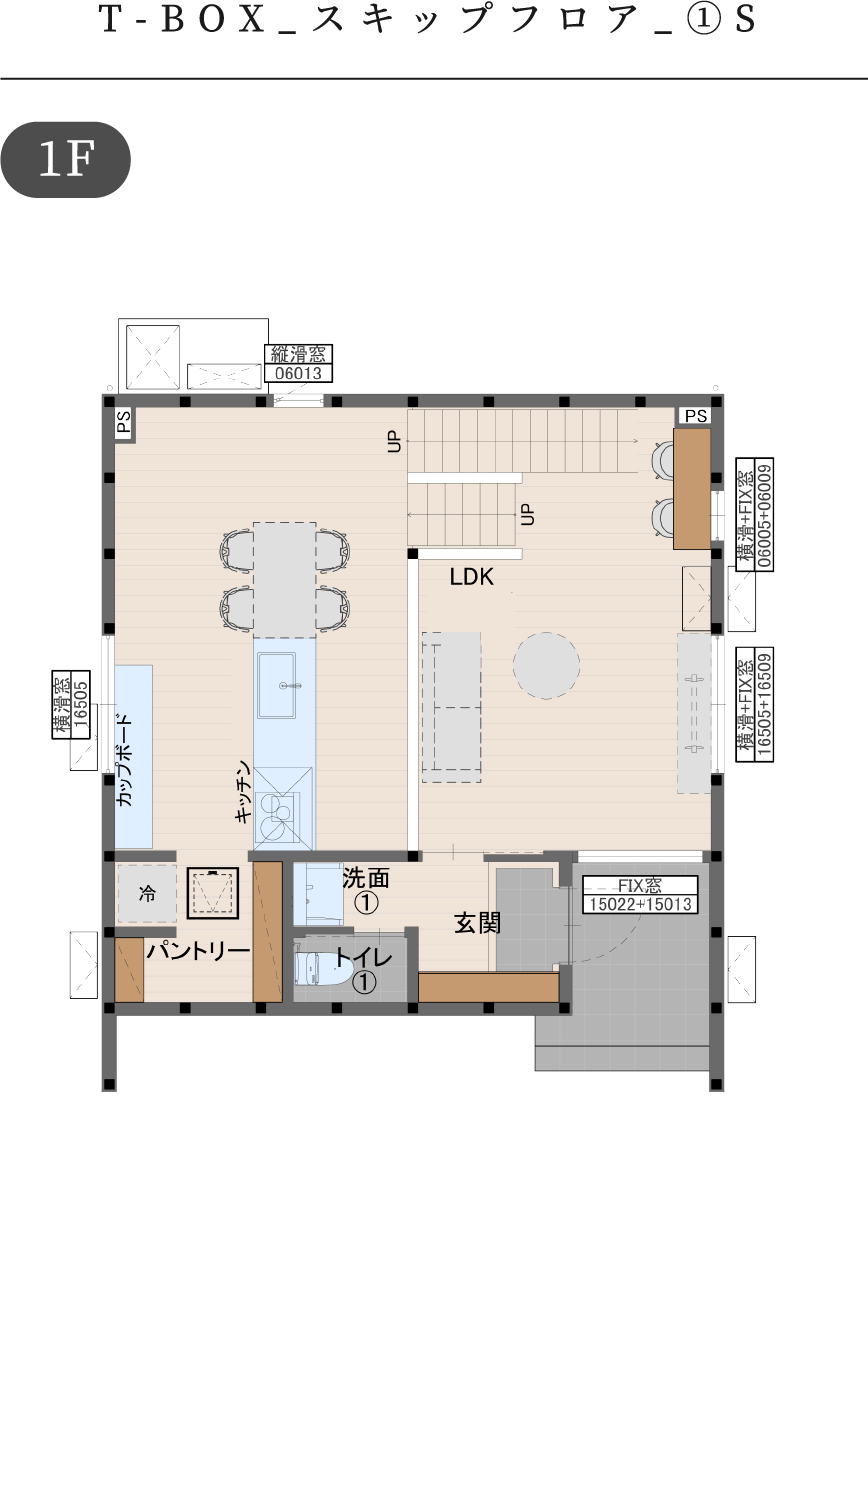 T-BOX_スキップフロア_①S
1F
縦滑窓
06013
PS
PS
UP
UP
横滑+FIX窓
06005+06009
LDK
横滑窓
16505
横滑+FIX窓
16505+16509
カップボード
キッチン
冷
洗面
①
FIX窓
15022+15013
玄関
パントリー
トイレ
①